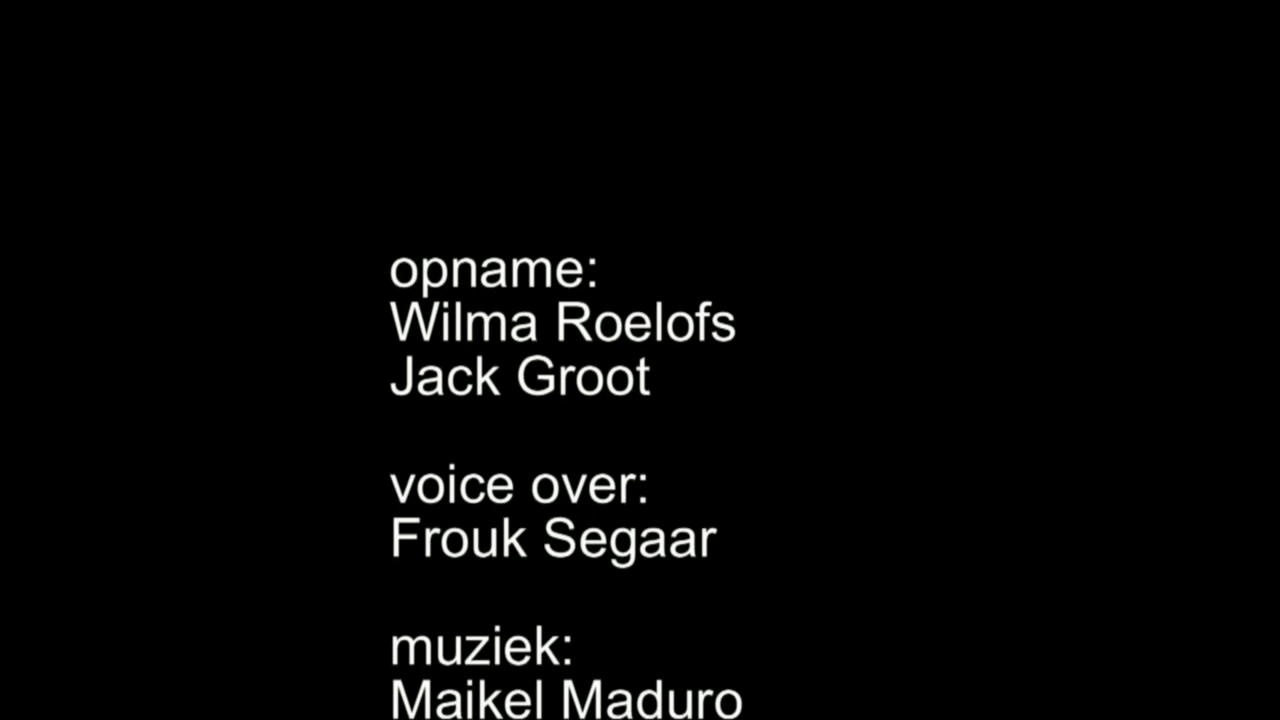 opname:
Wilma Roelofs
Jack Groot
voice over:
Frouk Segaar
muziek:
Maikel Maduro